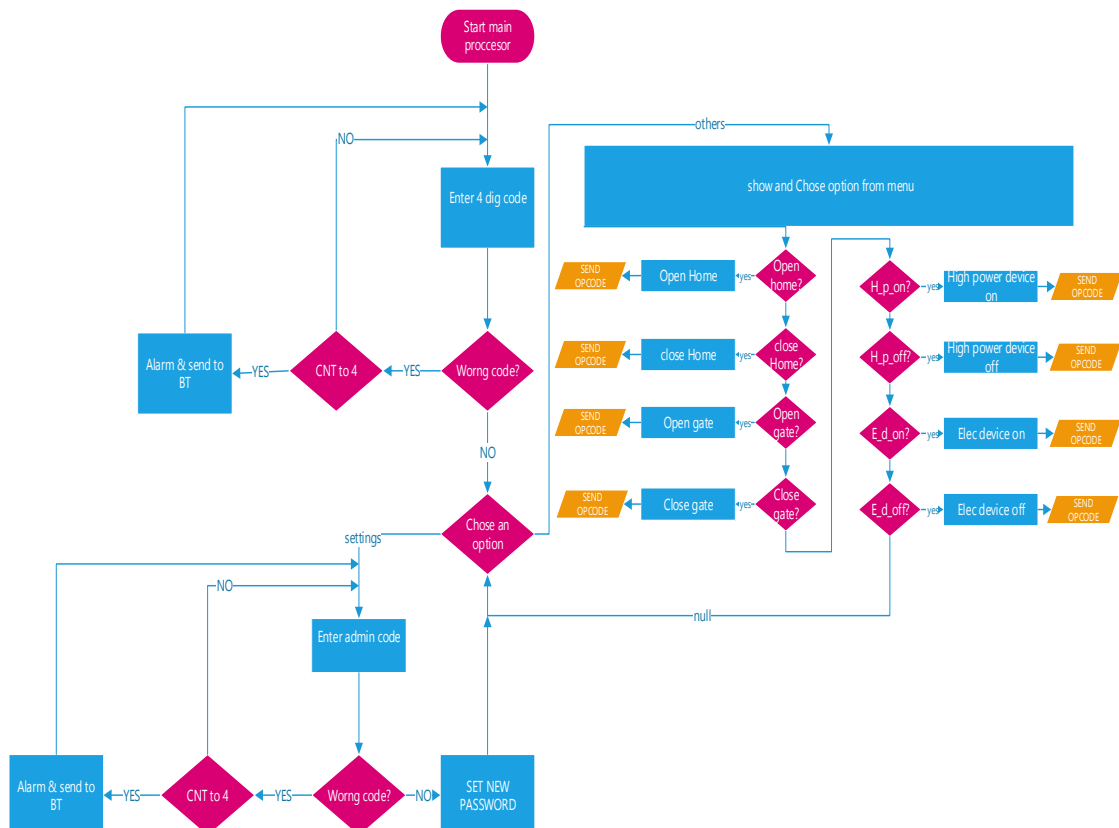 Start main
proccesor
others
NO
show and Chose option from menu
Enter 4 dig code
SEND
OPCODE
Open Home
yes
Open
home?
H_p_on?
yes
High power device
on
SEND
OPCODE
Alarm & send to
BT
YES
CNT to 4
YES
Worng code?
SEND
OPCODE
close Home
yes
close
Home?
H_p_off?
yes
High power device
off
SEND
OPCODE
SEND
OPCODE
Open gate
yes
Open
gate?
E_d_on?
yes
Elec device on
SEND
OPCODE
NO
SEND
OPCODE
Close gate
yes
Close
gate?
E_d_off?
yes
Elec device off
SEND
OPCODE
Chose an
option
settings
NO
null
Enter admin code
Alarm & send to
BT
YES
CNT to 4
YES
Worng code?
NO
SET NEW
PASSWORD